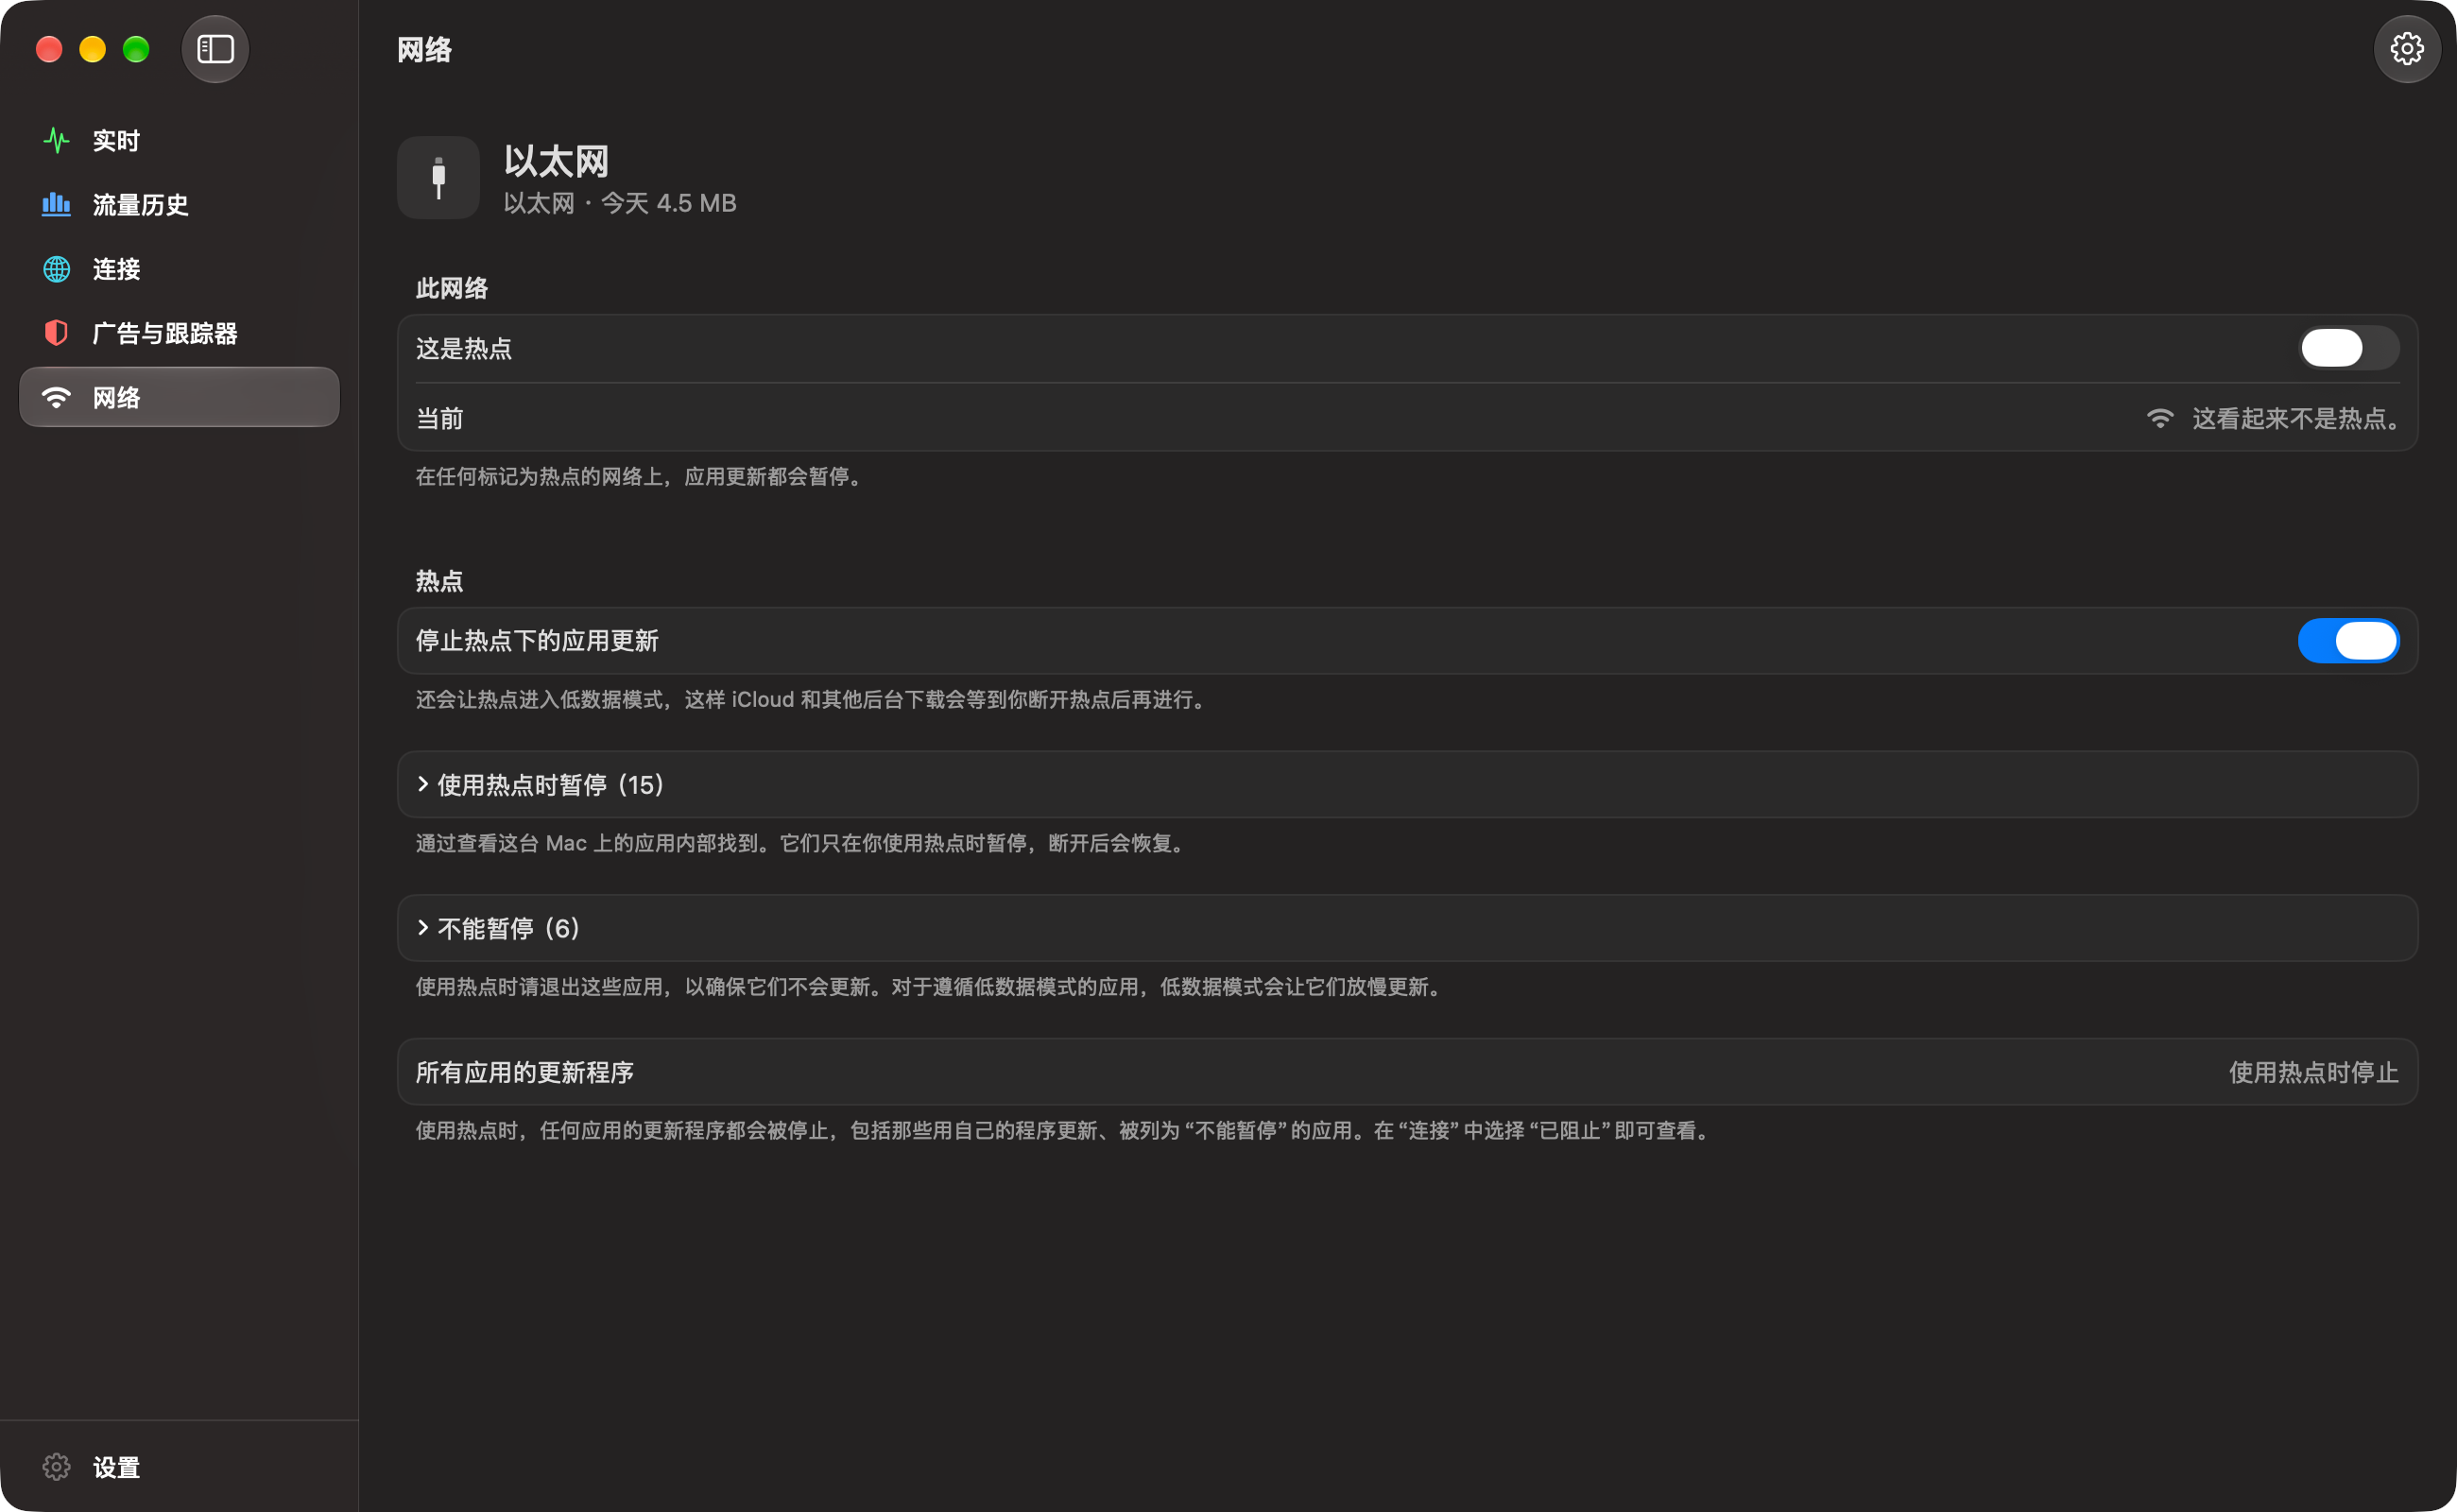 网络
实时
流量历史
连接
广告与跟踪器
网络
设置
以太网
以太网 · 今天 4.5 MB
此网络
这是热点
当前
这看起来不是热点。
在任何标记为热点的网络上，应用更新都会暂停。
热点
停止热点下的应用更新
还会让热点进入低数据模式，这样 iCloud 和其他后台下载会等到你断开热点后再进行。
使用热点时暂停（15）
通过查看这台 Mac 上的应用内部找到。它们只在你使用热点时暂停，断开后会恢复。
不能暂停（6）
使用热点时请退出这些应用，以确保它们不会更新。对于遵循低数据模式的应用，低数据模式会让它们放慢更新。
所有应用的更新程序
使用热点时停止
使用热点时，任何应用的更新程序都会被停止，包括那些用自己的程序更新、被列为“不能暂停”的应用。在“连接”中选择“已阻止”即可查看。